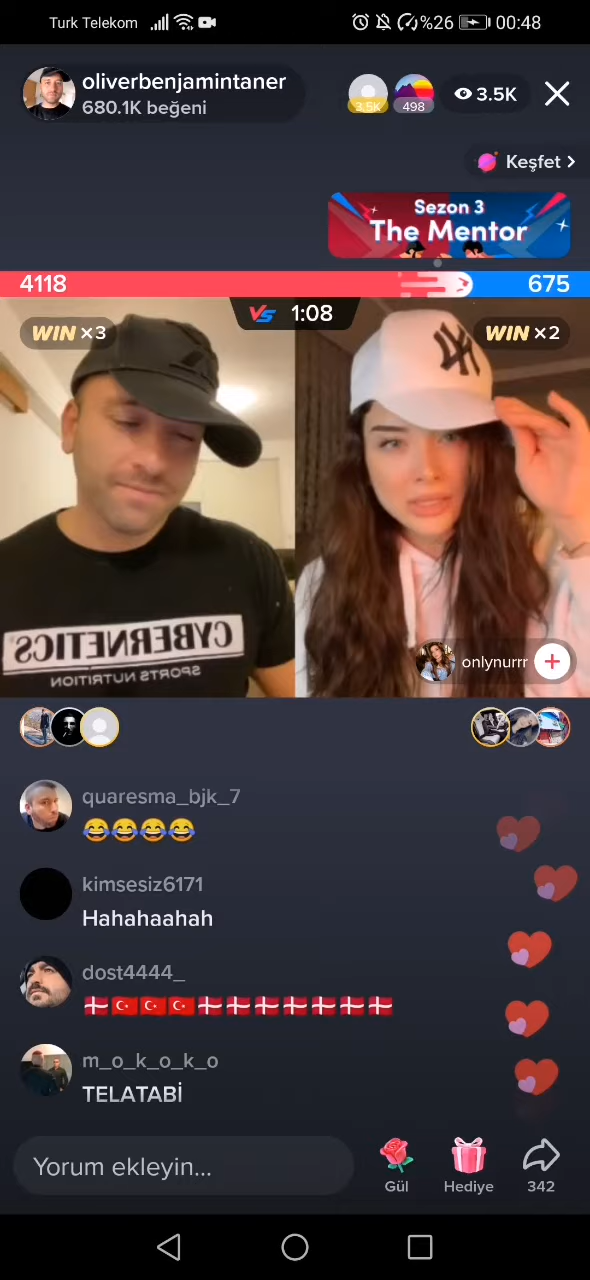 Turk Telekom
%26
00:48
oliverbenjamintaner
680.1K beğeni
3.5K
498
3.5K
Keşfet
Sezon 3
The Mentor
4118
675
VS 1:08
WIN ×3
WIN ×2
NY
CYBERNETICS
SPORTS NUTRITION
onlynurrr
quaresma_bjk_7
😂😂😂😂
kimsesiz6171
Hahahaahah
dost4444_
🇩🇰🇹🇷🇹🇷🇹🇷🇩🇰🇩🇰🇩🇰🇩🇰🇩🇰🇩🇰🇩🇰
m_o_k_o_k_o
TELATABİ
Yorum ekleyin...
Gül
Hediye
342